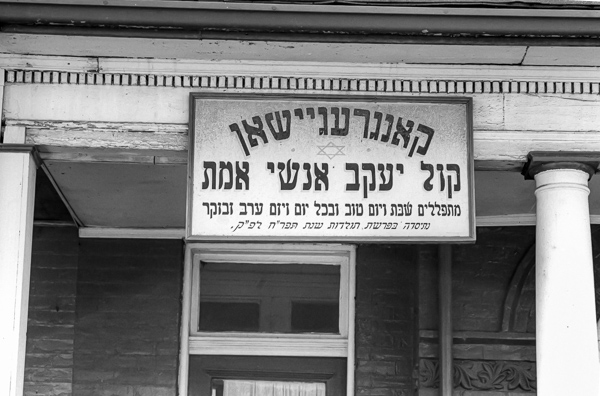 קאנגרעגיישאן
קול יעקב אנשי אמת
מתפללים שבת ויום טוב ובכל יום ויום ערב ובוקר
נתיסדה בפרשת תולדות שנת תפר"ח לפ"ק.